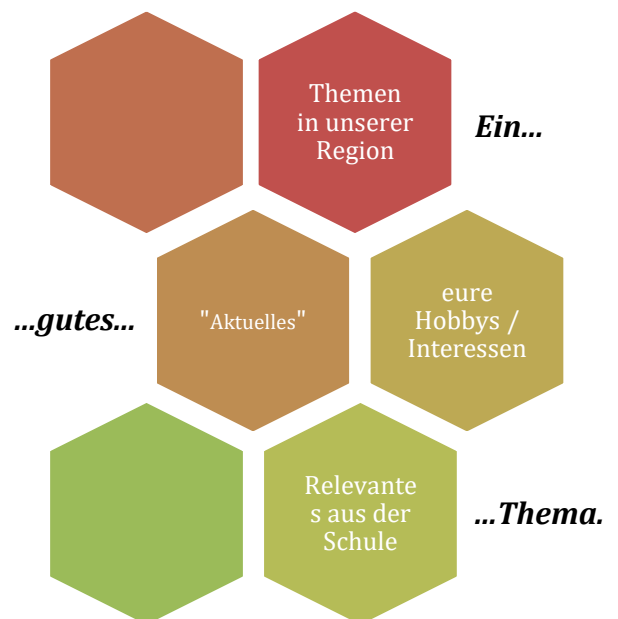 Themen
in unserer
Region
Ein...
...gutes...
"Aktuelles"
eure
Hobbys /
Interessen
Relevante
s aus der
Schule
...Thema.